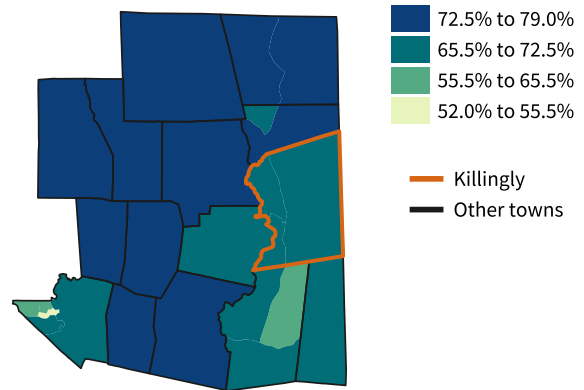 72.5% to 79.0%
65.5% to 72.5%
55.5% to 65.5%
52.0% to 55.5%
Killingly
Other towns